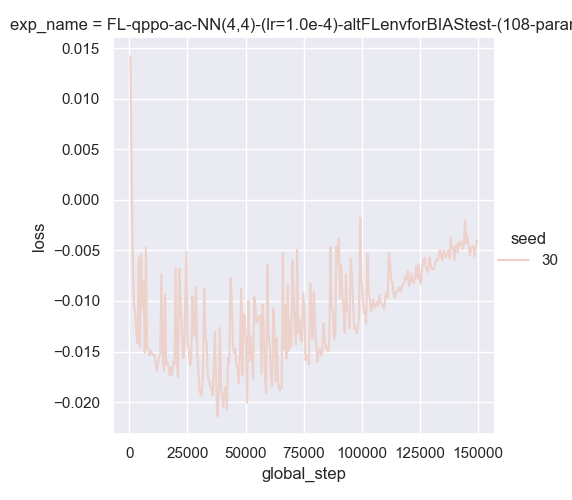 exp_name = FL-qppo-ac-NN(4,4)-(lr=1.0e-4)-altFLenvforBIAStest-(108-param
0.015
0.010
0.005
0.000
−0.005
−0.010
−0.015
−0.020
loss
0 25000 50000 75000 100000 125000 150000
global_step
seed
30